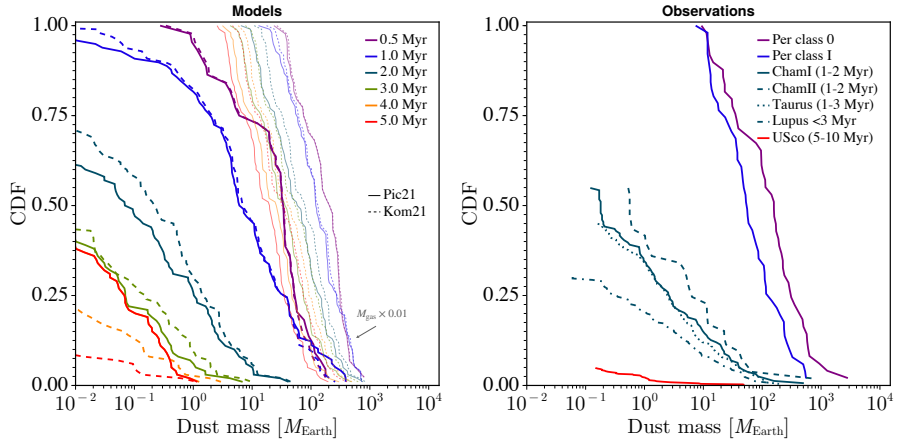 Models
Observations
CDF
1.00
0.75
0.50
0.25
0.00
0.5 Myr
1.0 Myr
2.0 Myr
3.0 Myr
4.0 Myr
5.0 Myr
Pic21
Kom21
M_gas × 0.01
10^−2 10^−1 10^0 10^1 10^2 10^3
Dust mass [M_Earth]
CDF
1.00
0.75
0.50
0.25
0.00
Per class 0
Per class I
ChamI (1-2 Myr)
ChamII (1-2 Myr)
Taurus (1-3 Myr)
Lupus <3 Myr
USco (5-10 Myr)
10^−2 10^−1 10^0 10^1 10^2 10^3 10^4
Dust mass [M_Earth]